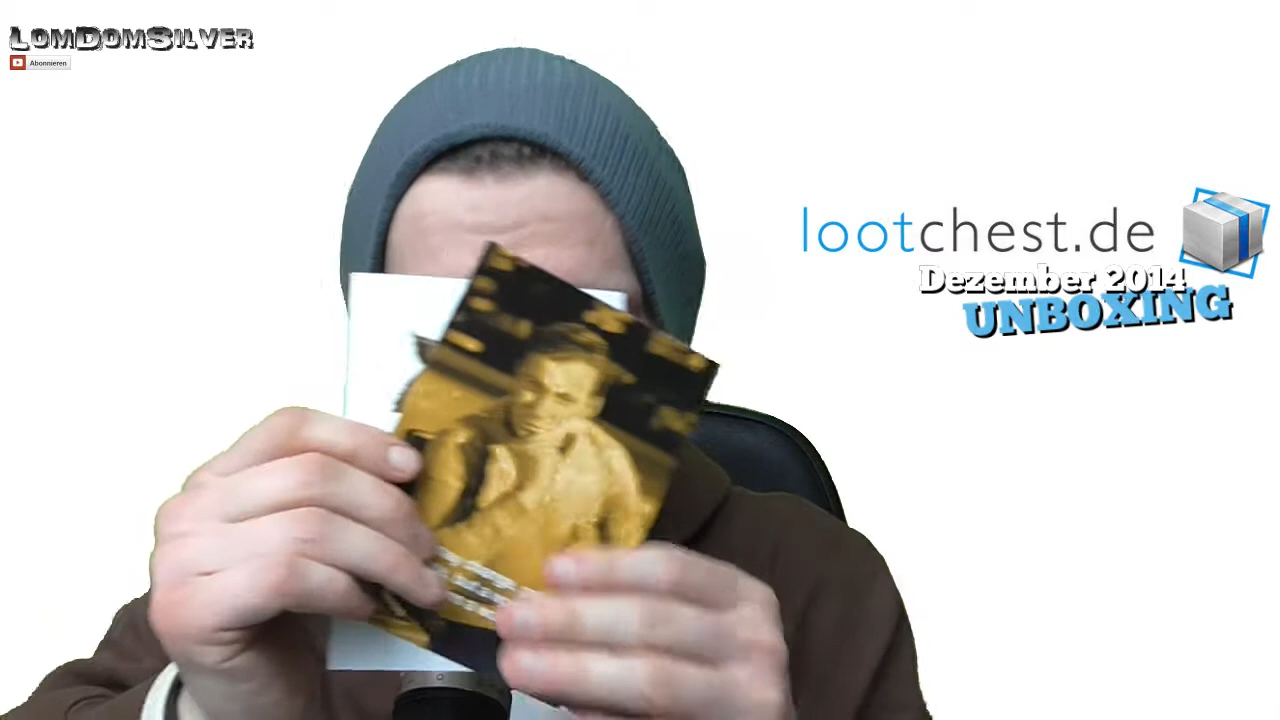 LomDomSilver
Abonnieren
lootchest.de
Dezember 2014
UNBOXING